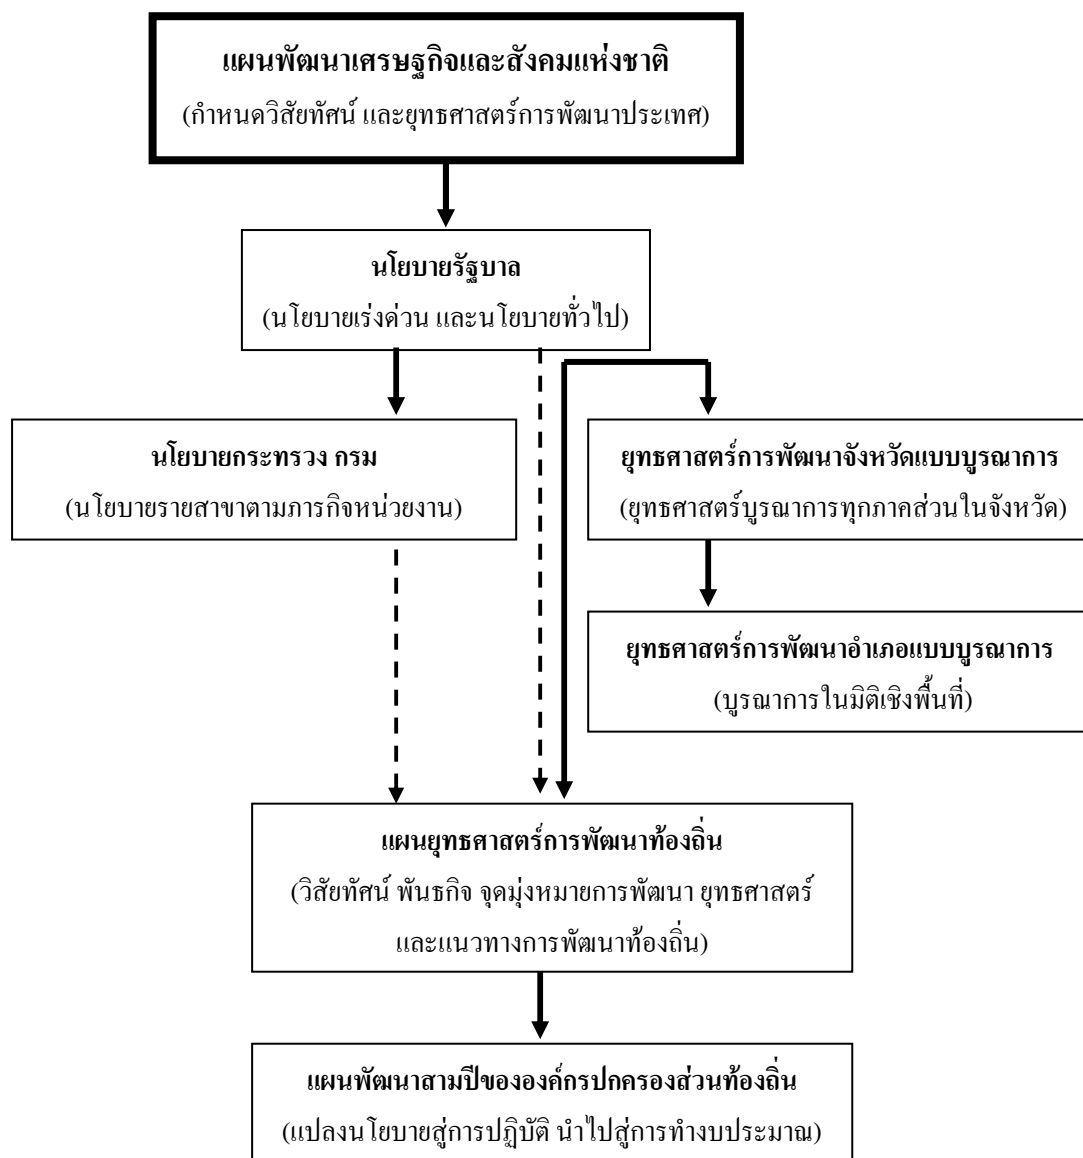 แผนพัฒนาเศรษฐกิจและสังคมแห่งชาติ
(กำหนดวิสัยทัศน์ และยุทธศาสตร์การพัฒนาประเทศ)
นโยบายรัฐบาล
(นโยบายเร่งด่วน และนโยบายทั่วไป)
นโยบายกระทรวง กรม
(นโยบายรายสาขาตามภารกิจหน่วยงาน)
ยุทธศาสตร์การพัฒนาจังหวัดแบบบูรณาการ
(ยุทธศาสตร์บูรณาการทุกภาคส่วนในจังหวัด)
ยุทธศาสตร์การพัฒนาอำเภอแบบบูรณาการ
(บูรณาการในมิติเชิงพื้นที่)
แผนยุทธศาสตร์การพัฒนาท้องถิ่น
(วิสัยทัศน์ พันธกิจ จุดมุ่งหมายการพัฒนา ยุทธศาสตร์
และแนวทางการพัฒนาท้องถิ่น)
แผนพัฒนาสามปีขององค์กรปกครองส่วนท้องถิ่น
(แปลงนโยบายสู่การปฏิบัติ นำไปสู่การทำงบประมาณ)